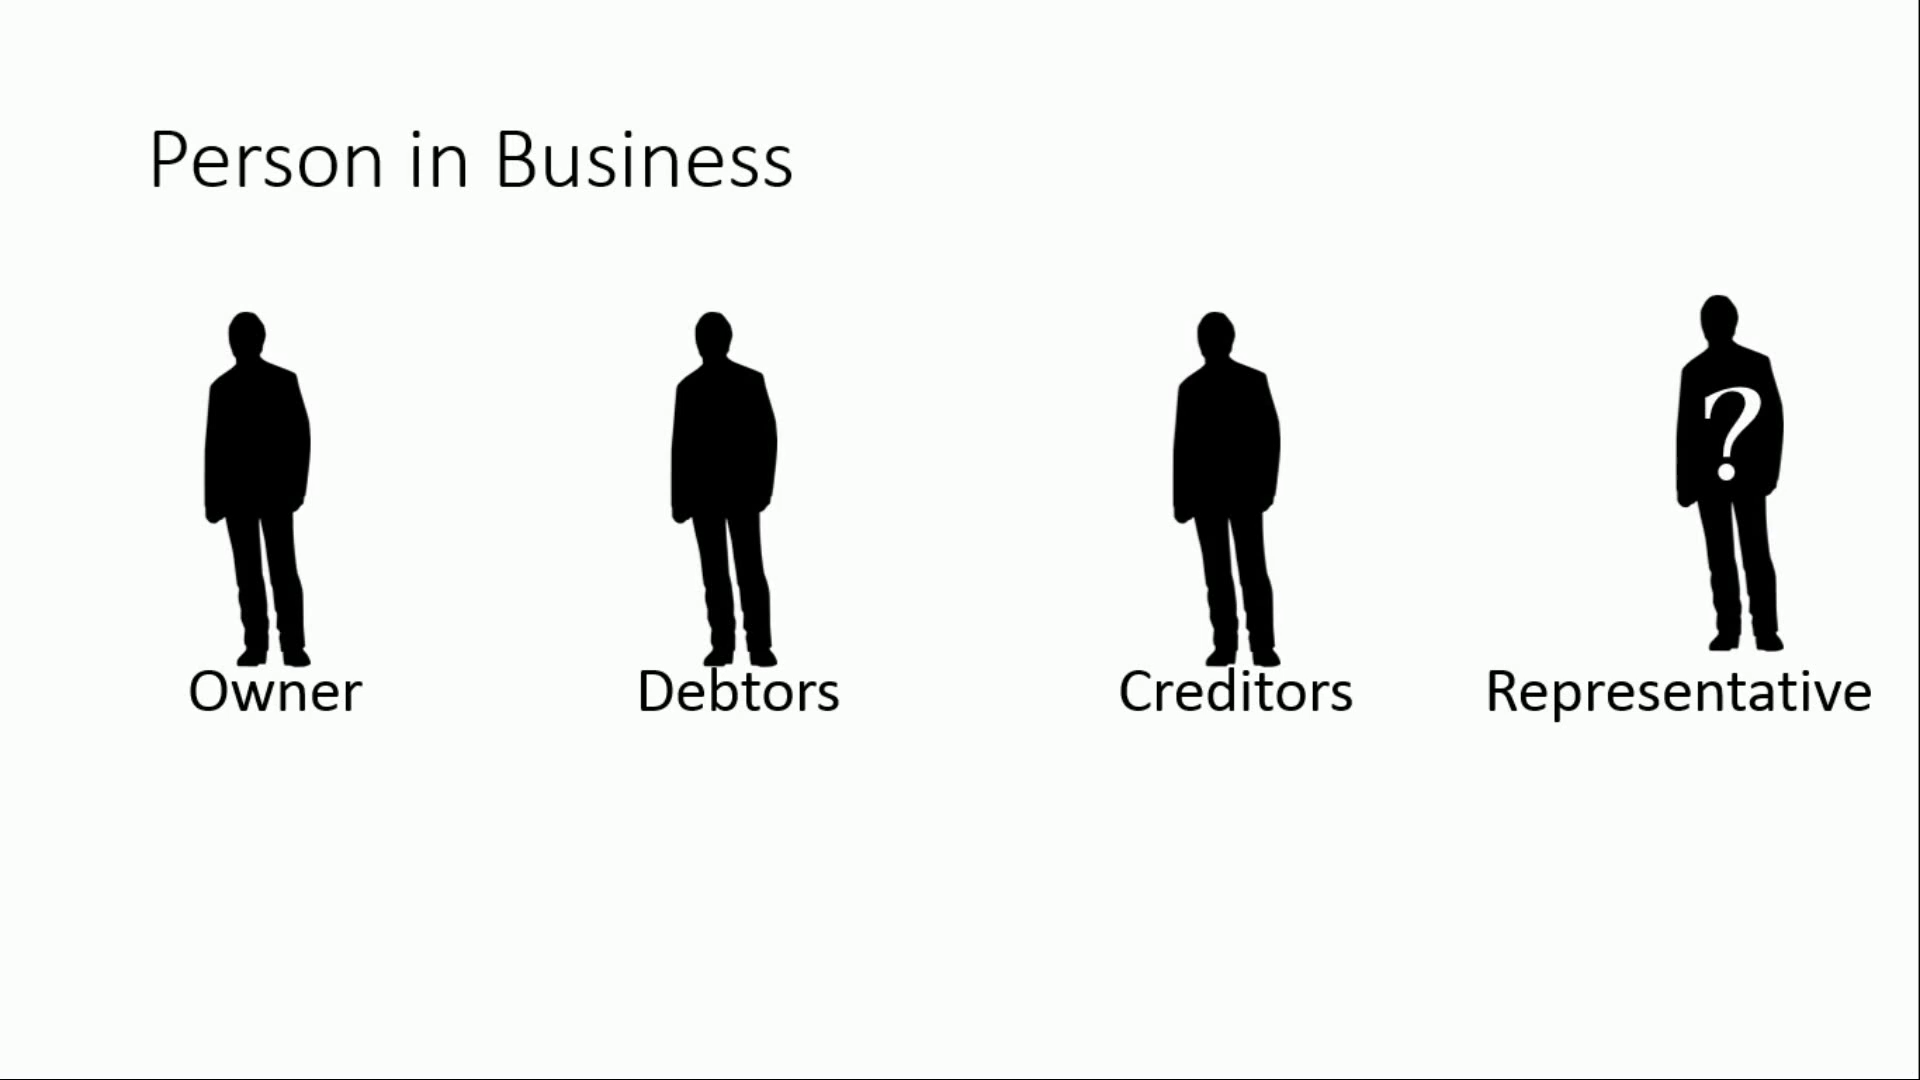 Person in Business
?
Owner
Debtors
Creditors
Representative